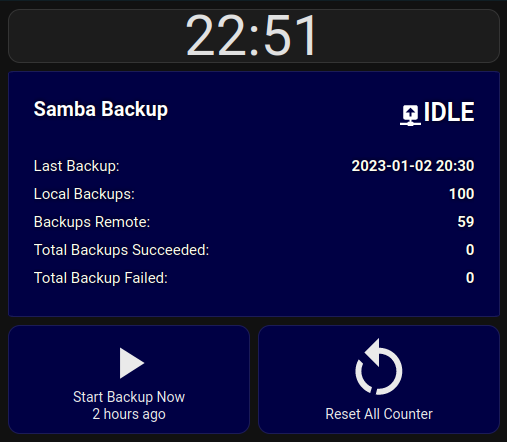 22:51
Samba Backup IDLE
Last Backup: 2023-01-02 20:30
Local Backups: 100
Backups Remote: 59
Total Backups Succeeded: 0
Total Backup Failed: 0
Start Backup Now
2 hours ago
Reset All Counter